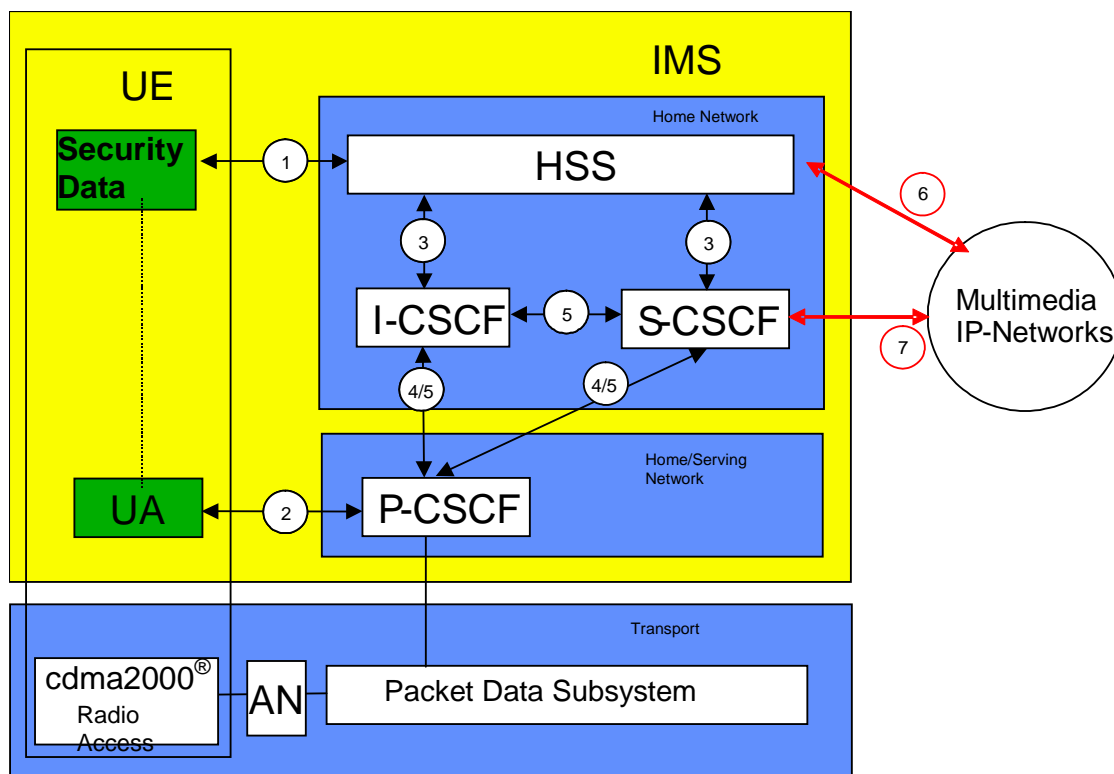 IMS
UE
Home Network
Security
Data
1
HSS
6
3
3
Multimedia
IP-Networks
I-CSCF
5
S-CSCF
7
4/5
4/5
Home/Serving
Network
UA
2
P-CSCF
Transport
cdma2000®
Radio
Access
AN
Packet Data Subsystem